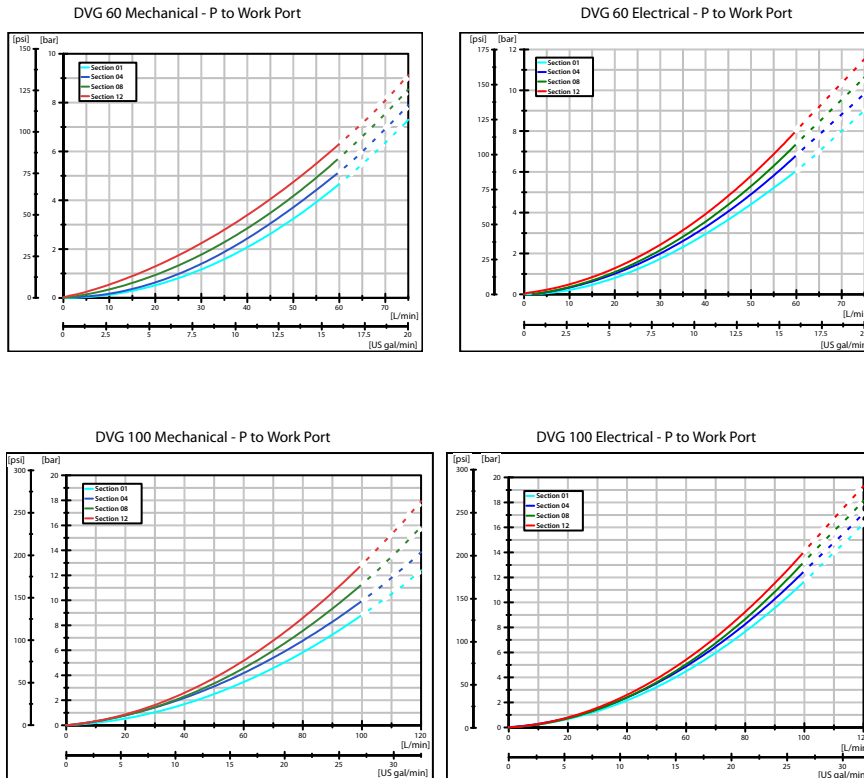 DVG 60 Mechanical - P to Work Port
[psi] [bar]
150 10
Section 01
Section 04
Section 08
Section 12
125
8
100
6
75
4
50
2
25
0 0
0 10 20 30 40 50 60 70
[L/min]
0 2.5 5 7.5 10 12.5 15 17.5 20
[US gal/min]
DVG 60 Electrical - P to Work Port
[psi] [bar]
175 12
Section 01
Section 04
Section 08
Section 12
150
10
125
8
100
6
75
4
50
2
25
0 0
0 10 20 30 40 50 60 70
[L/min
0 2.5 5 7.5 10 12.5 15 17.5
[US gal/min
DVG 100 Mechanical - P to Work Port
[psi] [bar]
300 20
Section 01
Section 04
Section 08
Section 12
18
250
16
14
200
12
150
10
8
100
6
4
50
2
0 0
0 20 40 60 80 100 120
[L/min]
0 5 10 15 20 25 30
[US gal/min]
DVG 100 Electrical - P to Work Port
[psi] [bar]
300 20
Section 01
Section 04
Section 08
Section 12
18
250
16
14
200
12
150
10
8
100
6
4
50
2
0 0
0 20 40 60 80 100
[L/min
0 5 10 15 20 25 30
[US gal/min